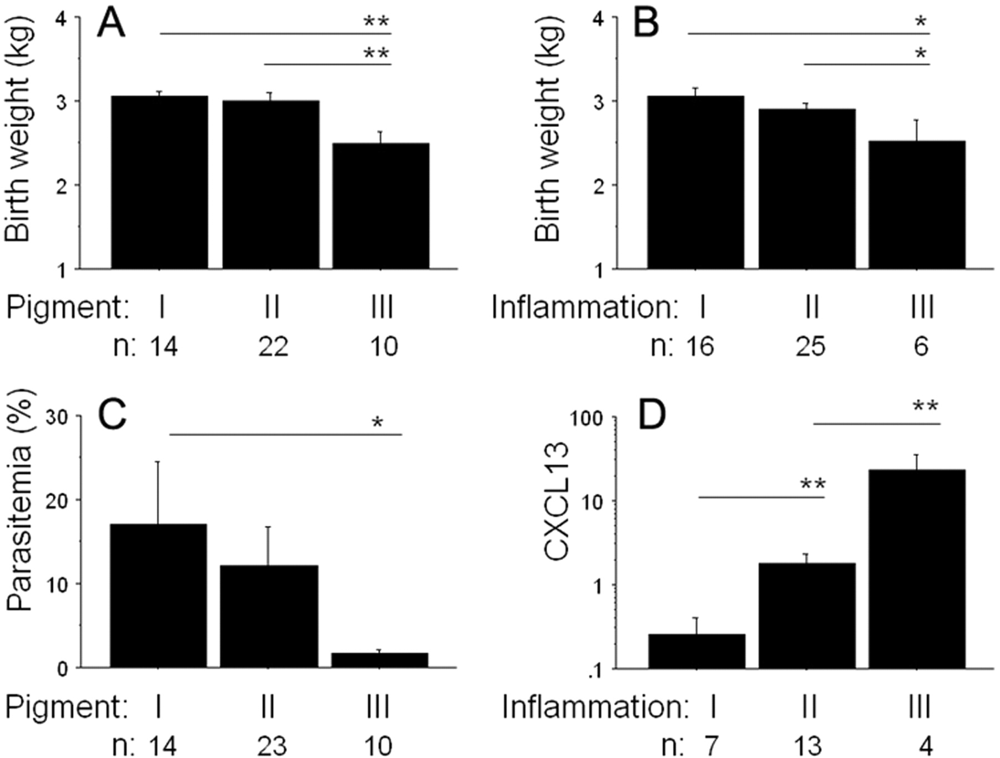 A
Birth weight (kg)
4
3
2
1
**
**
Pigment: I II III
n: 14 22 10
B
Birth weight (kg)
4
3
2
1
*
*
Inflammation: I II III
n: 16 25 6
C
Parasitemia (%)
30
20
10
0
*
Pigment: I II III
n: 14 23 10
D
CXCL13
100
10
1
.1
**
**
Inflammation: I II III
n: 7 13 4